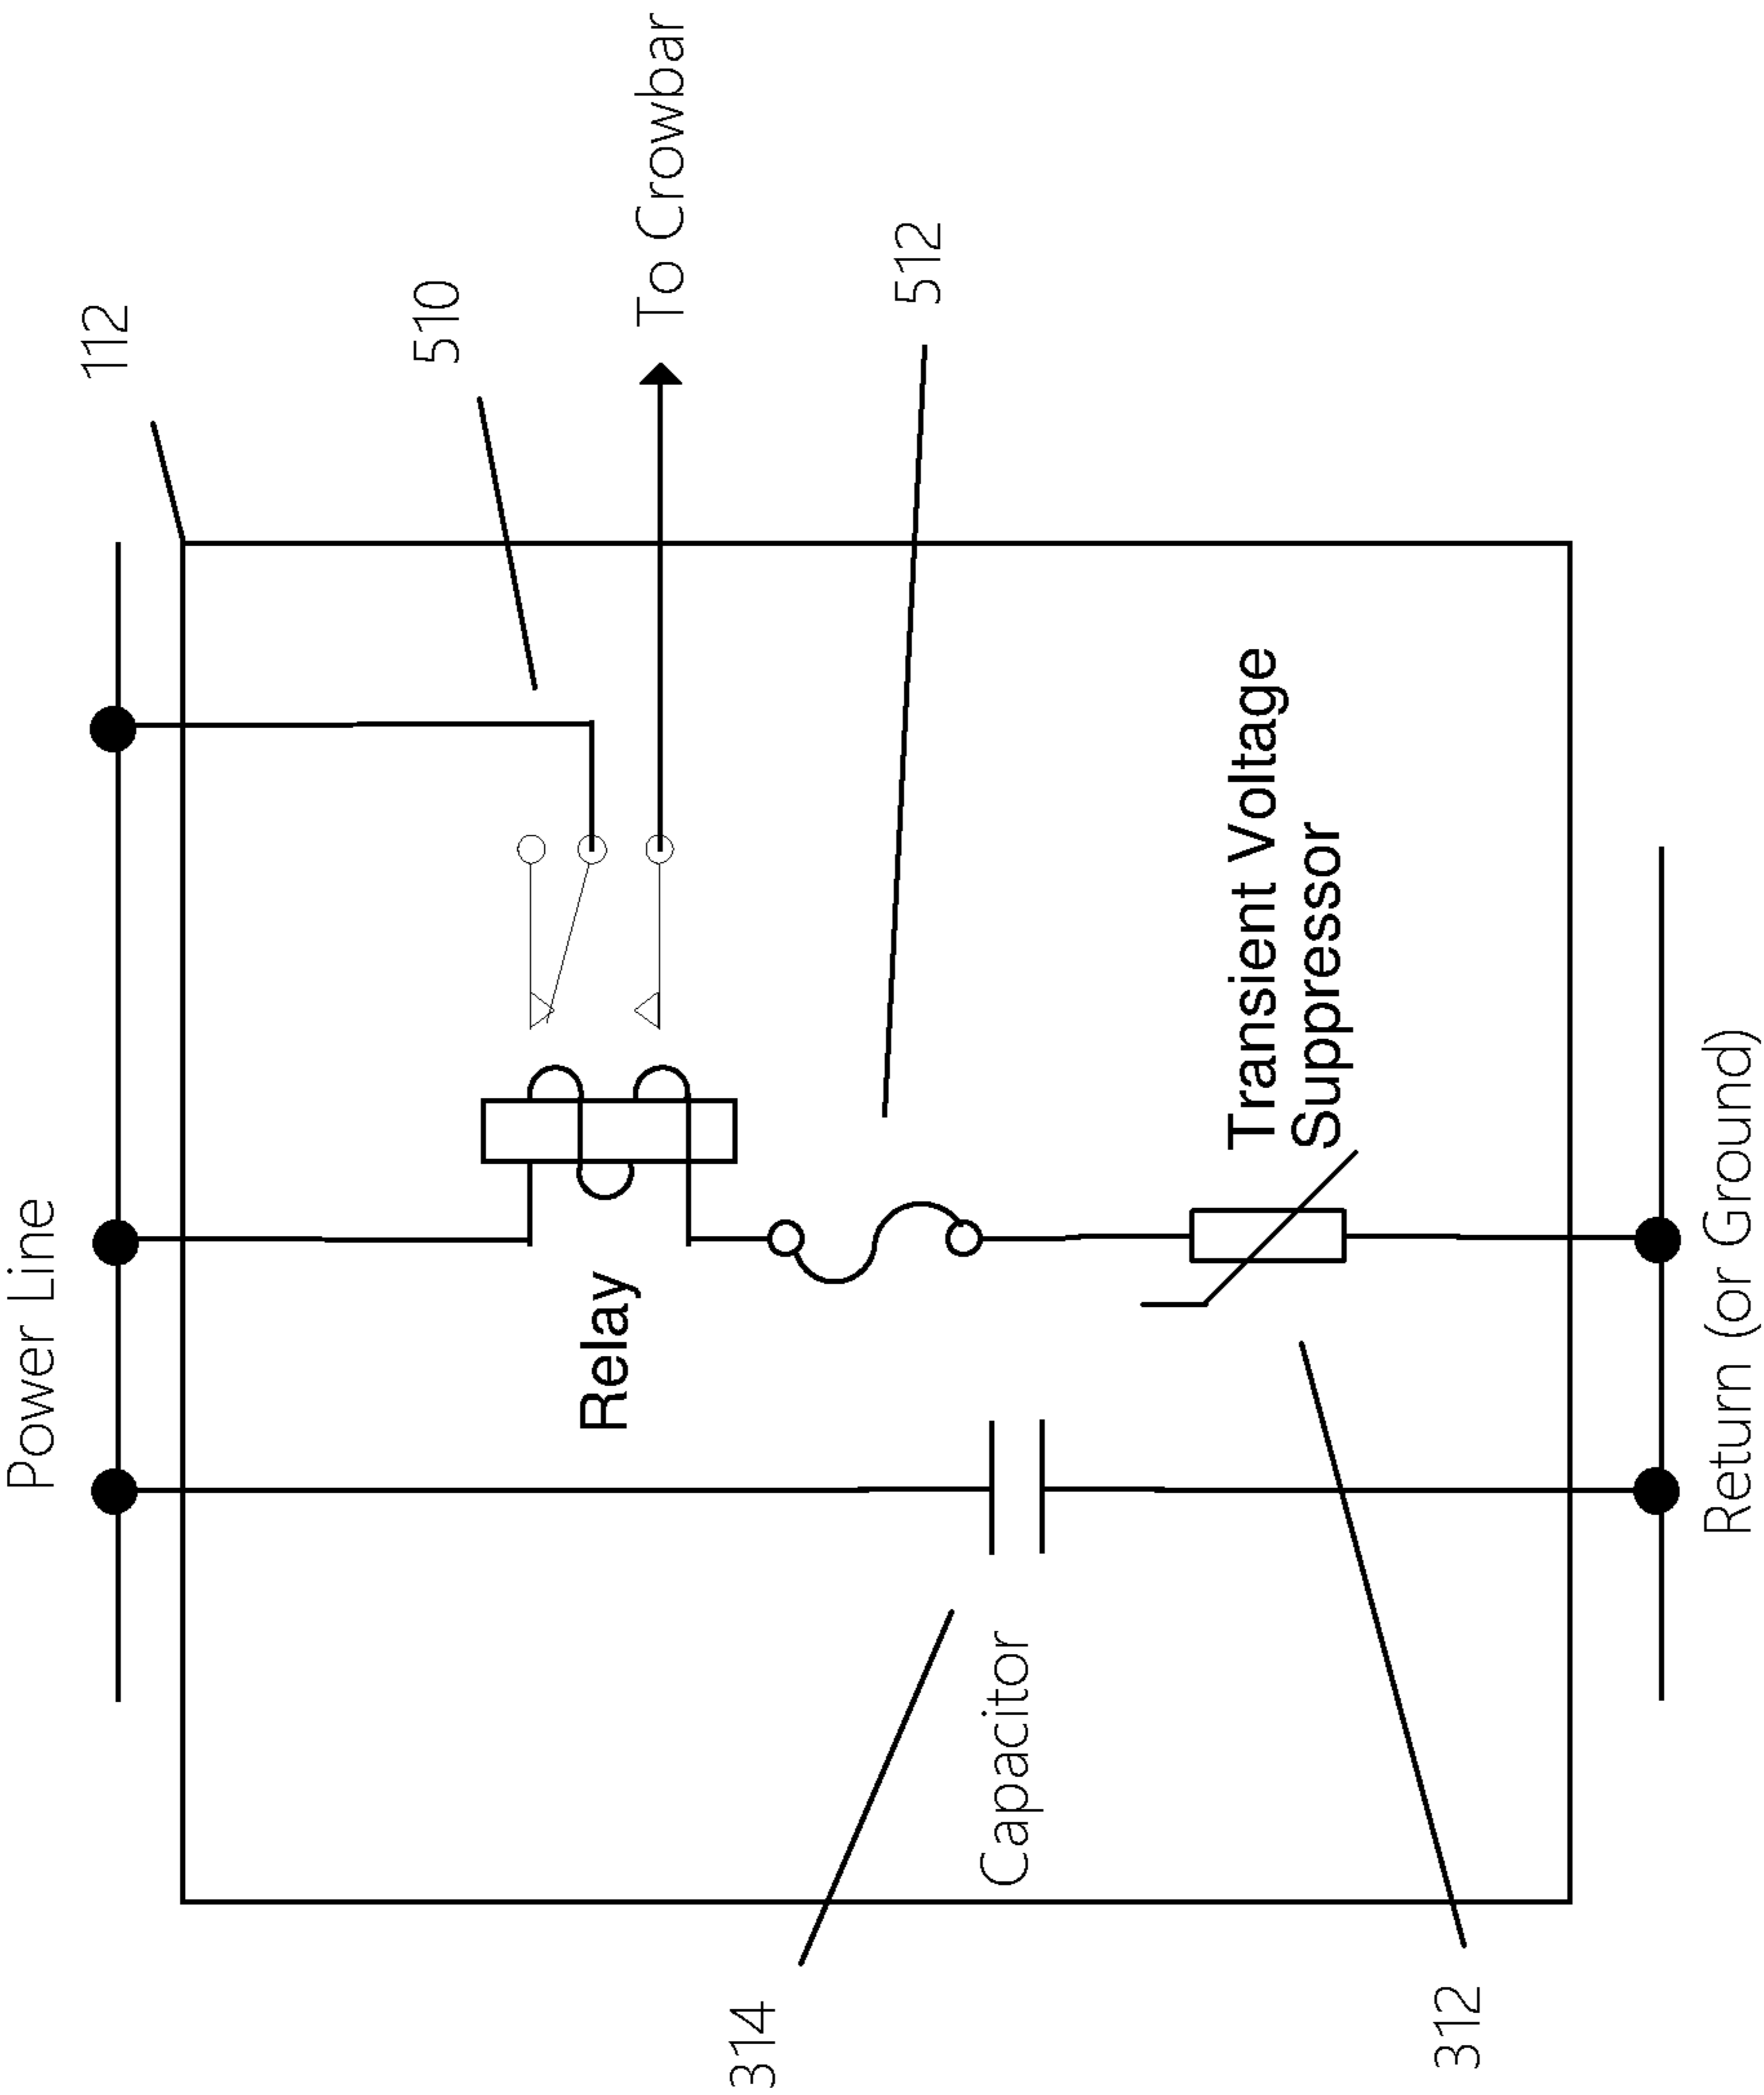 Power Line
112
510
To Crowbar
Relay
512
Transient Voltage
Suppressor
Capacitor
314
312
Return (or Ground)